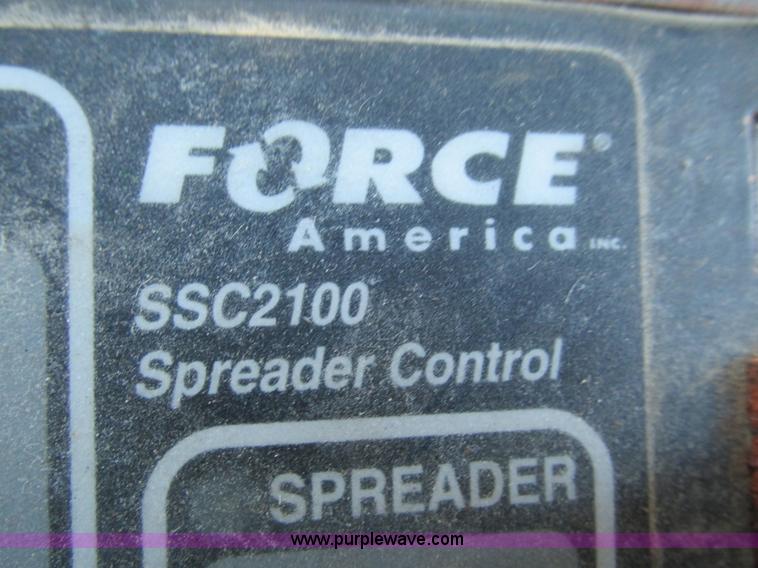 FORCE®
America INC.
SSC2100
Spreader Control
SPREADER
www.purplewave.com